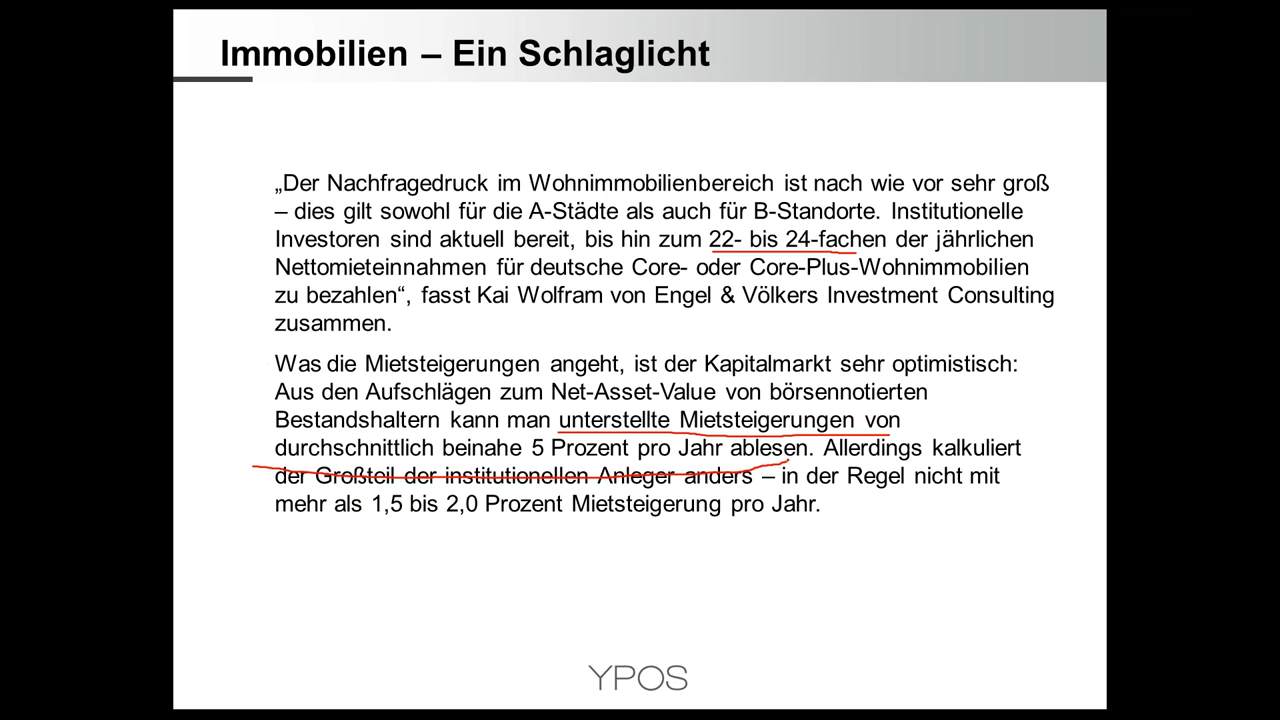 Immobilien – Ein Schlaglicht
„Der Nachfragedruck im Wohnimmobilienbereich ist nach wie vor sehr groß
– dies gilt sowohl für die A-Städte als auch für B-Standorte. Institutionelle
Investoren sind aktuell bereit, bis hin zum 22- bis 24-fachen der jährlichen
Nettomieteinnahmen für deutsche Core- oder Core-Plus-Wohnimmobilien
zu bezahlen“, fasst Kai Wolfram von Engel & Völkers Investment Consulting
zusammen.
Was die Mietsteigerungen angeht, ist der Kapitalmarkt sehr optimistisch:
Aus den Aufschlägen zum Net-Asset-Value von börsennotierten
Bestandshaltern kann man unterstellte Mietsteigerungen von
durchschnittlich beinahe 5 Prozent pro Jahr ablesen. Allerdings kalkuliert
der Großteil der institutionellen Anleger anders – in der Regel nicht mit
mehr als 1,5 bis 2,0 Prozent Mietsteigerung pro Jahr.
YPOS